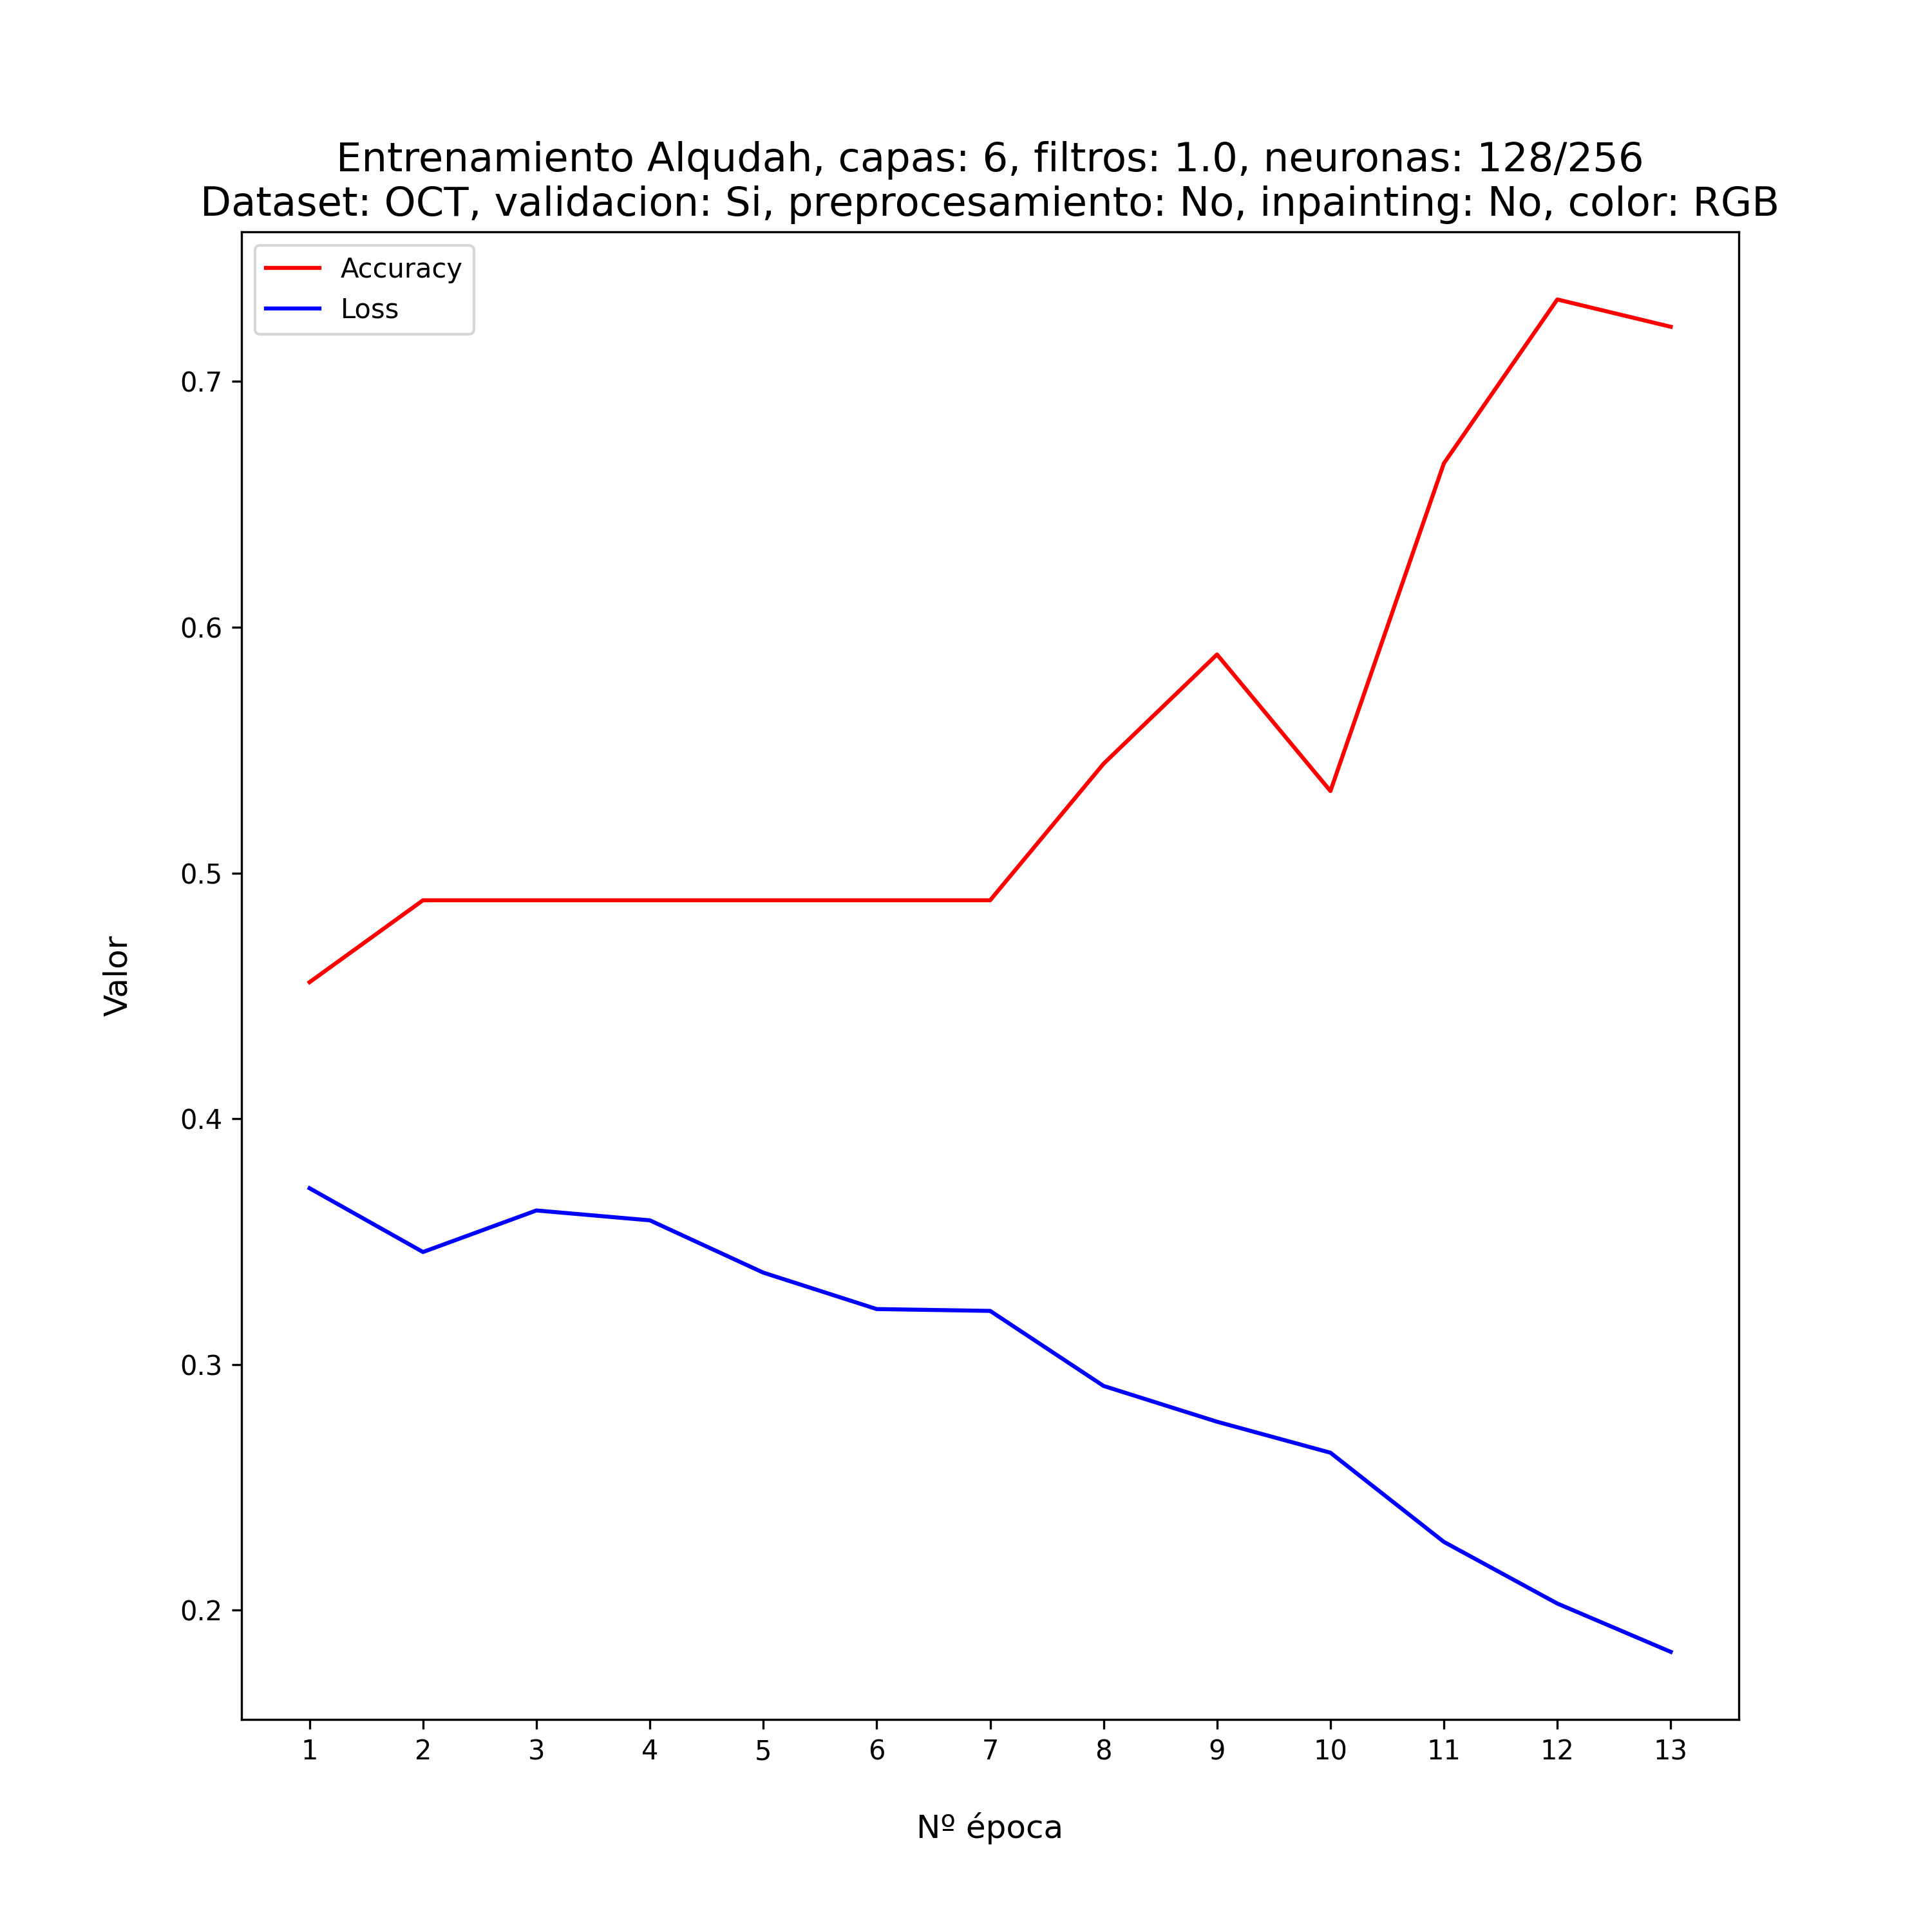 Entrenamiento Alqudah, capas: 6, filtros: 1.0, neuronas: 128/256
Dataset: OCT, validacion: Si, preprocesamiento: No, inpainting: No, color: RGB
Accuracy
Loss
0.7
0.6
0.5
0.4
0.3
0.2
Valor
1 2 3 4 5 6 7 8 9 10 11 12 13
Nº época